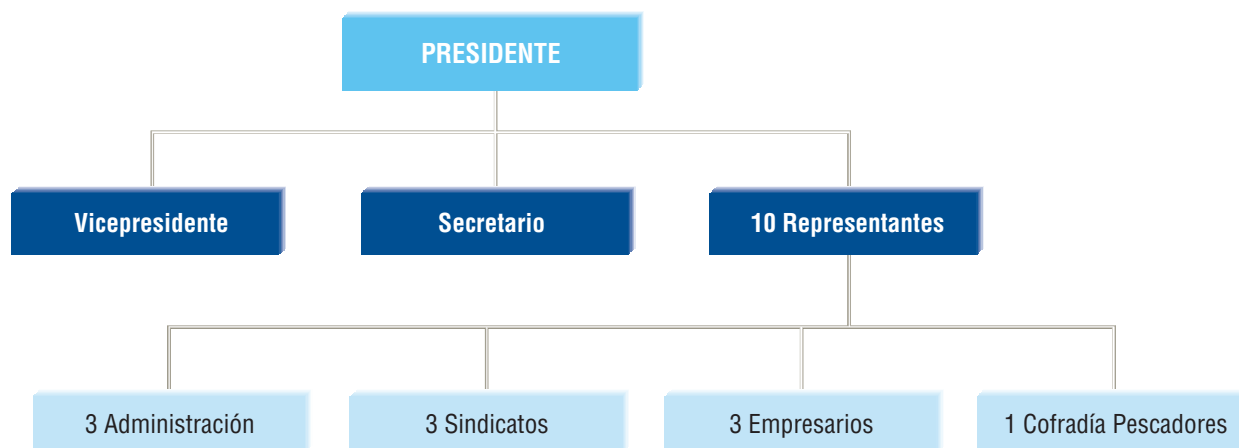 PRESIDENTE
Vicepresidente
Secretario
10 Representantes
3 Administración
3 Sindicatos
3 Empresarios
1 Cofradía Pescadores